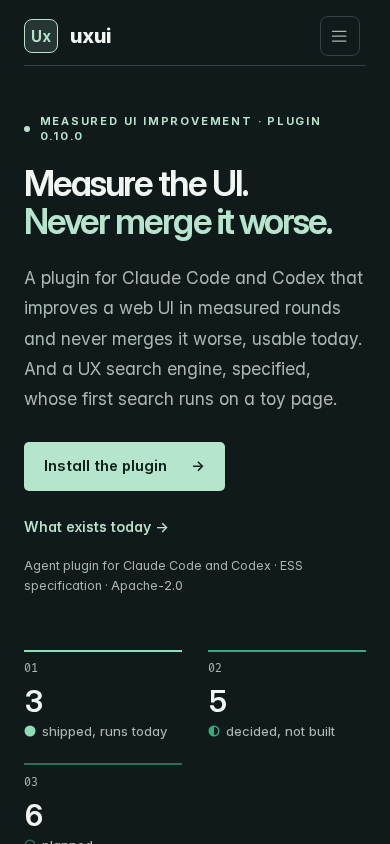 Ux uxui
MEASURED UI IMPROVEMENT · PLUGIN
0.10.0
Measure the UI.
Never merge it worse.
A plugin for Claude Code and Codex that
improves a web UI in measured rounds
and never merges it worse, usable today.
And a UX search engine, specified,
whose first search runs on a toy page.
Install the plugin →
What exists today →
Agent plugin for Claude Code and Codex · ESS
specification · Apache-2.0
01
3
shipped, runs today
02
5
decided, not built
03
6
planned